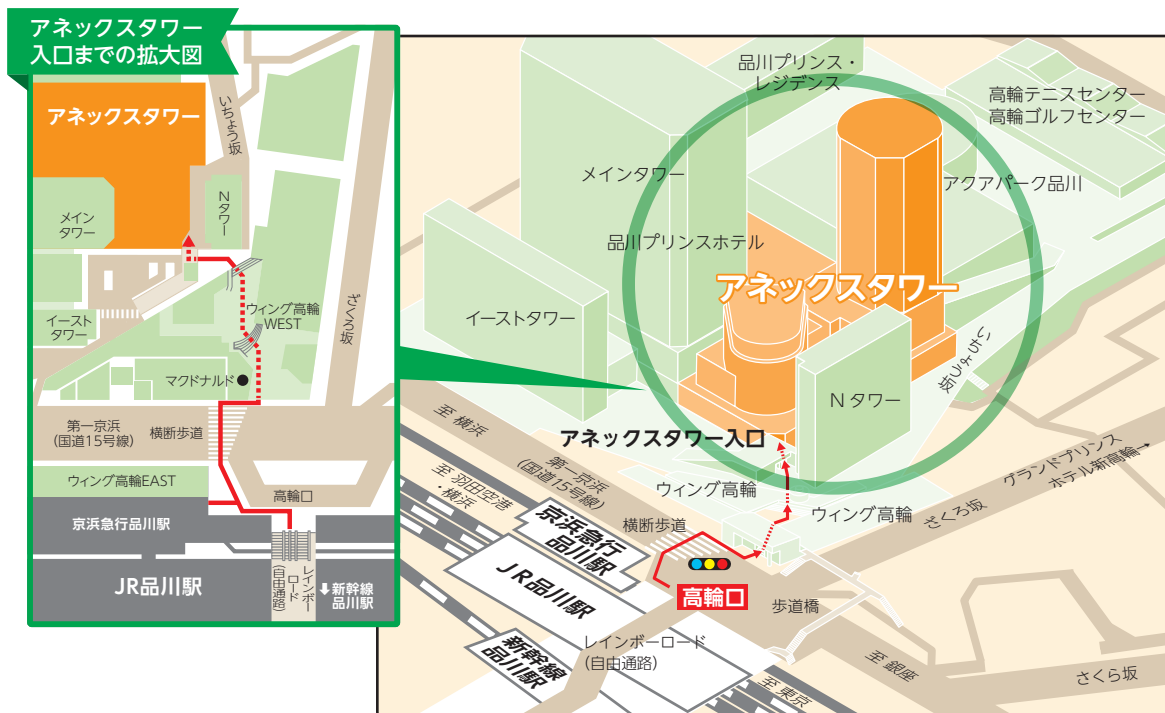 アネックスタワー
入口までの拡大図
アネックスタワー
いちょう坂
Nタワー
メイン
タワー
イースト
タワー
ウィング高輪
WEST
ざくろ坂
マクドナルド
第一京浜
(国道15号線)
横断歩道
ウィング高輪EAST
高輪口
京浜急行品川駅
JR品川駅
レインボー
ロード
(自由通路)
新幹線
品川駅
品川プリンス・
レジデンス
高輪テニスセンター
高輪ゴルフセンター
メインタワー
アクアパーク品川
品川プリンスホテル
アネックスタワー
イーストタワー
いちょう坂
Nタワー
アネックスタワー入口
至 横浜
第一京浜
(国道15号線)
至 羽田空港
・横浜
ウィング高輪
ウィング高輪
グランドプリンス
ホテル新高輪
ざくろ坂
横断歩道
京浜急行
品川駅
JR品川駅
高輪口
歩道橋
レインボーロード
(自由通路)
新幹線
品川駅
至 銀座
至 東京
さくら坂